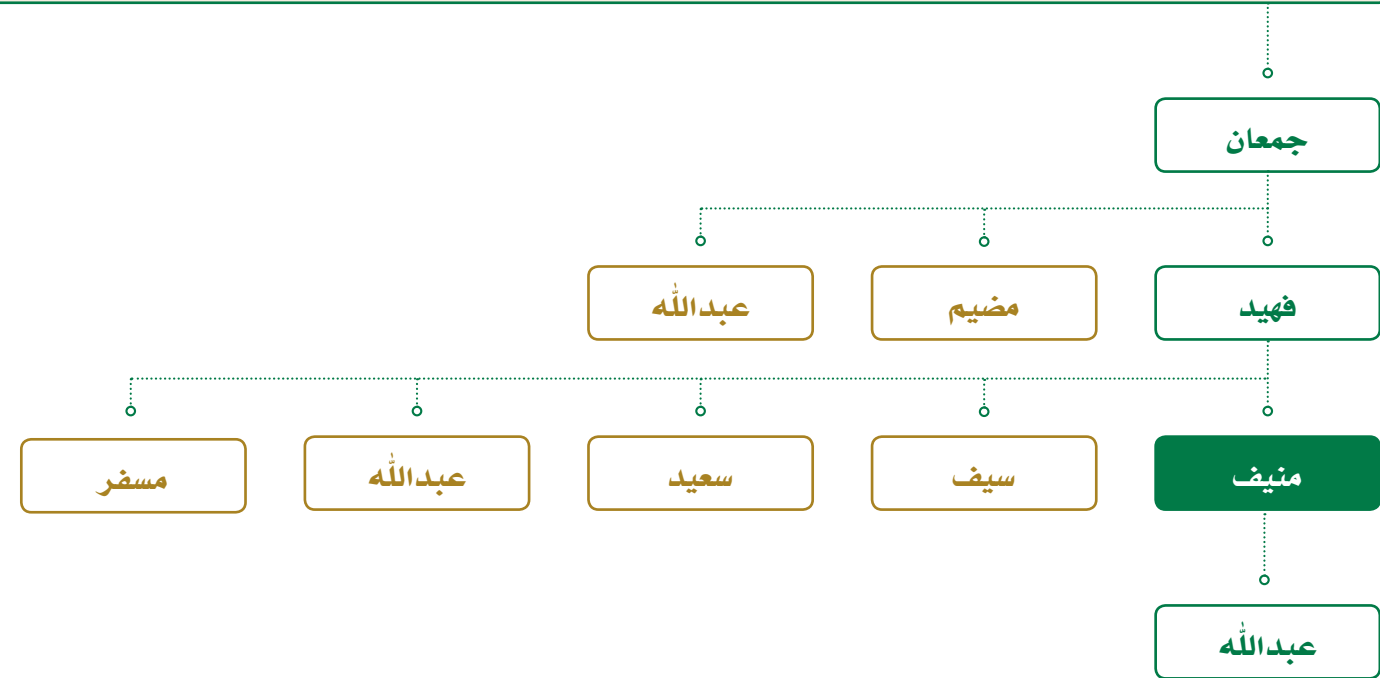 جمعان
فهيد
مضيم
عبدالله
منيف
سيف
سعيد
عبدالله
مسفر
عبدالله